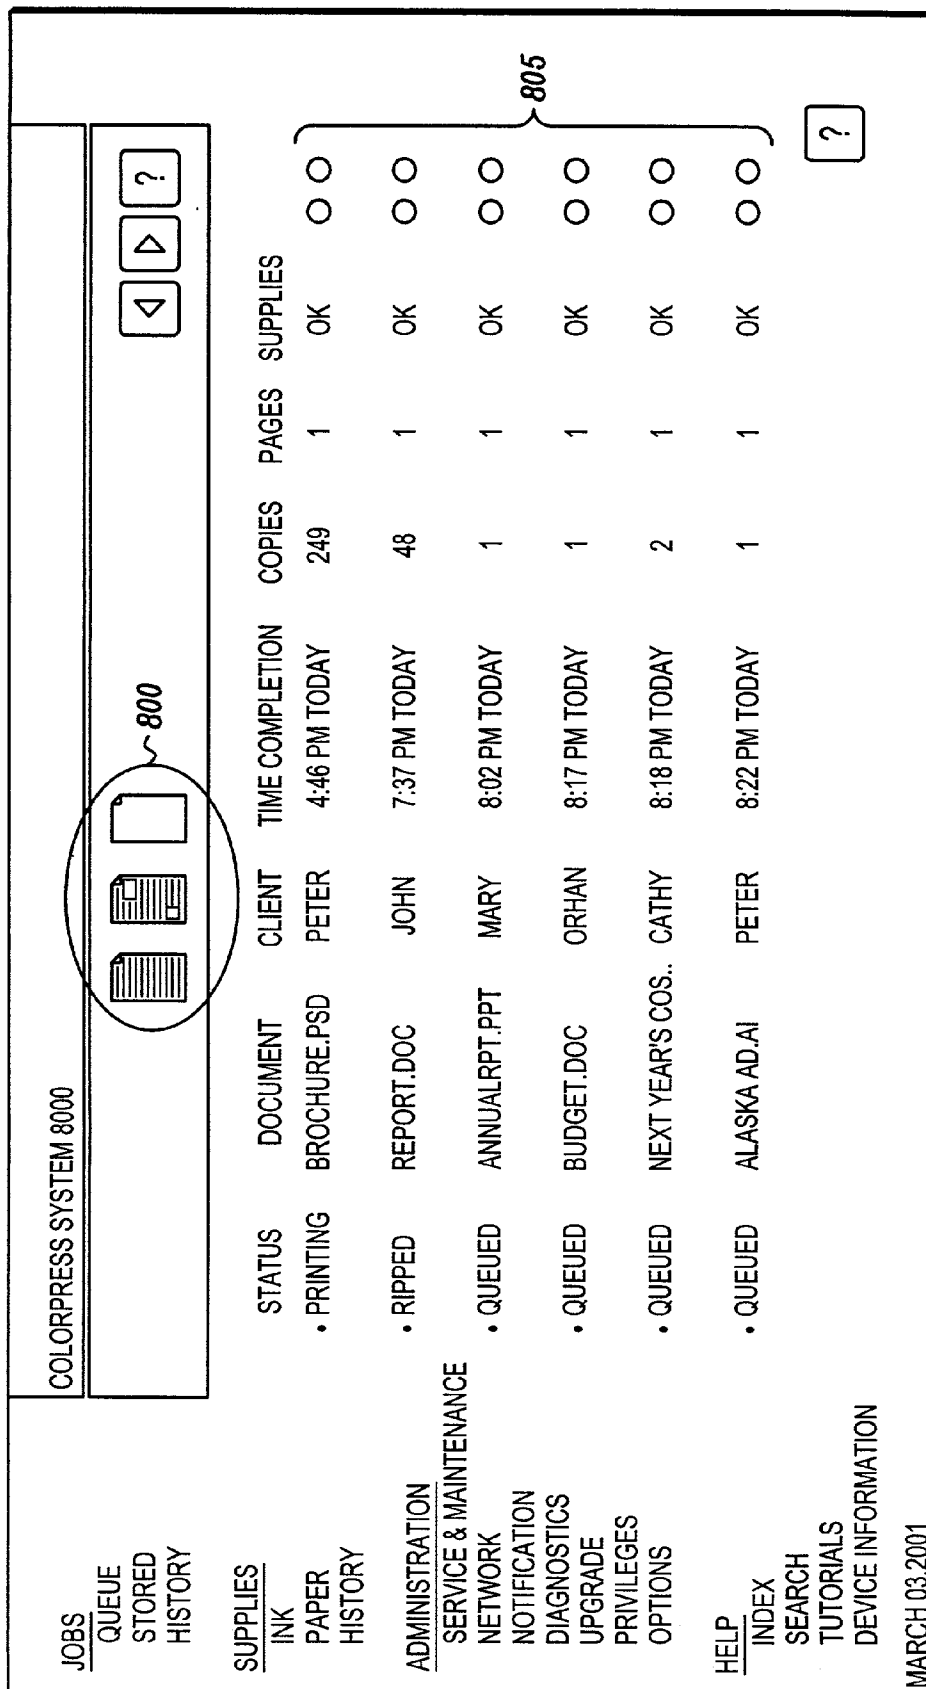 COLORPRESS SYSTEM 8000
800
?
JOBS
QUEUE
STORED
HISTORY
SUPPLIES
INK
PAPER
HISTORY
ADMINISTRATION
SERVICE & MAINTENANCE
NETWORK
NOTIFICATION
DIAGNOSTICS
UPGRADE
PRIVILEGES
OPTIONS
HELP
INDEX
SEARCH
TUTORIALS
DEVICE INFORMATION
MARCH 03,2001
STATUS DOCUMENT CLIENT TIME COMPLETION COPIES PAGES SUPPLIES
• PRINTING BROCHURE.PSD PETER 4:46 PM TODAY 249 1 OK
• RIPPED REPORT.DOC JOHN 7:37 PM TODAY 48 1 OK
• QUEUED ANNUALRPT.PPT MARY 8:02 PM TODAY 1 1 OK
• QUEUED BUDGET.DOC ORHAN 8:17 PM TODAY 1 1 OK
• QUEUED NEXT YEAR'S COS.. CATHY 8:18 PM TODAY 2 1 OK
• QUEUED ALASKA AD.AI PETER 8:22 PM TODAY 1 1 OK
805
?